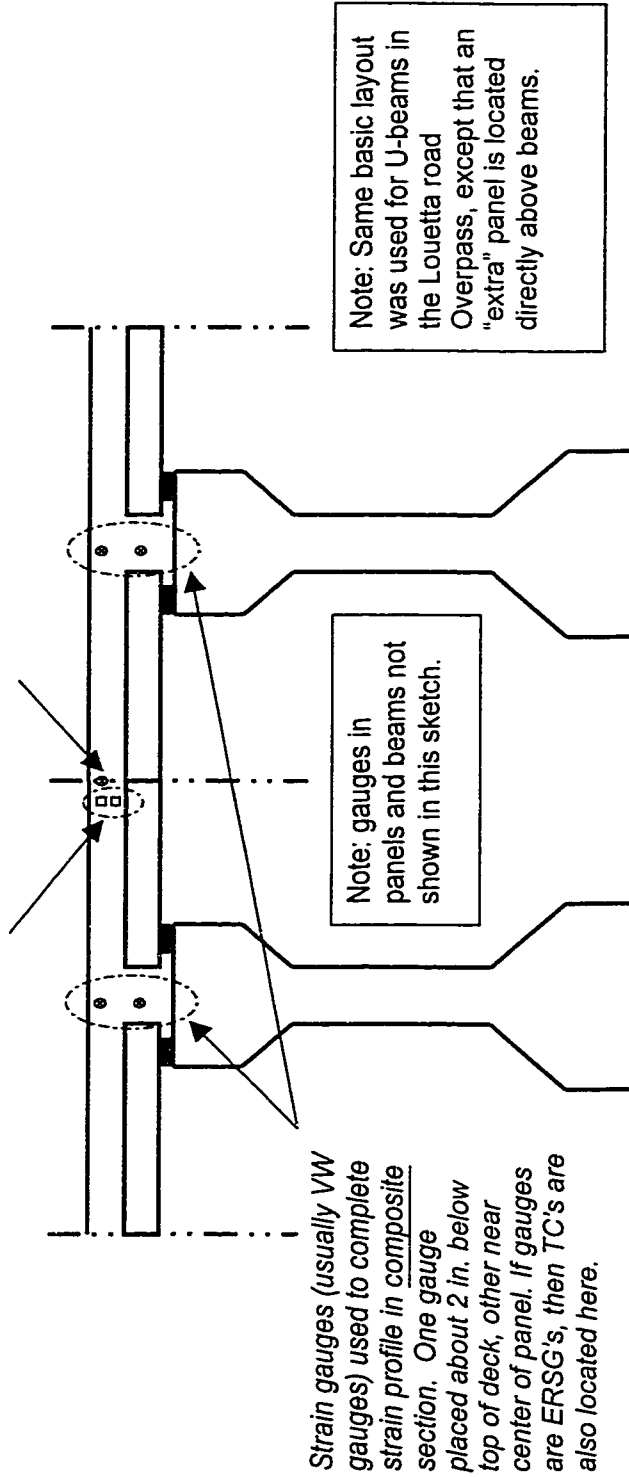 Strain gauges (usually VW
gauges) used to complete
strain profile in composite
section. One gauge
placed about 2 in. below
top of deck, other near
center of panel. If gauges
are ERSG's, then TC's are
also located here.
Note: gauges in
panels and beams not
shown in this sketch.
Note: Same basic layout
was used for U-beams in
the Louetta road
Overpass, except that an
"extra" panel is located
directly above beams.